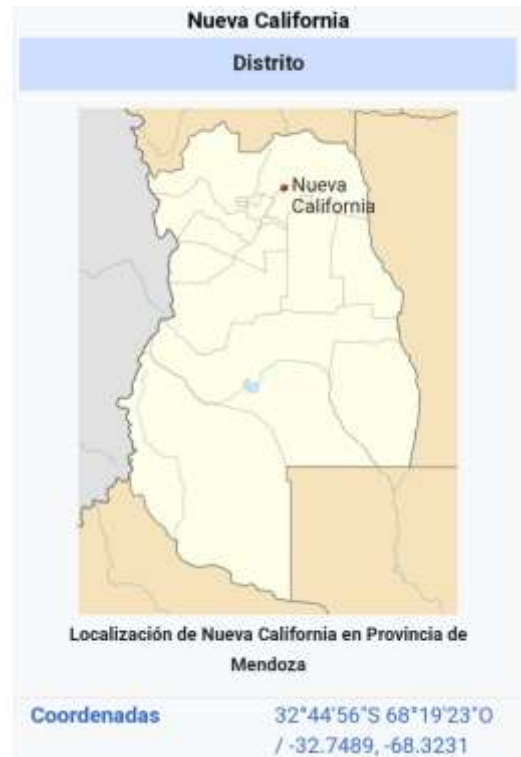 Nueva California
Distrito
Nueva
California
Localización de Nueva California en Provincia de
Mendoza
Coordenadas 32°44'56"S 68°19'23"O
/ -32.7489, -68.3231